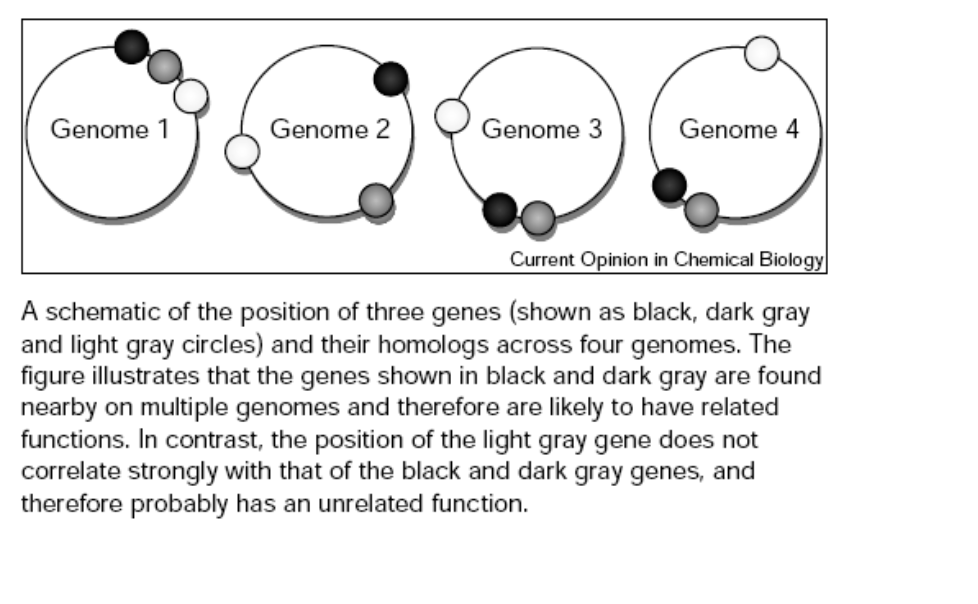 Genome 1
Genome 2
Genome 3
Genome 4
Current Opinion in Chemical Biology
A schematic of the position of three genes (shown as black, dark gray
and light gray circles) and their homologs across four genomes. The
figure illustrates that the genes shown in black and dark gray are found
nearby on multiple genomes and therefore are likely to have related
functions. In contrast, the position of the light gray gene does not
correlate strongly with that of the black and dark gray genes, and
therefore probably has an unrelated function.